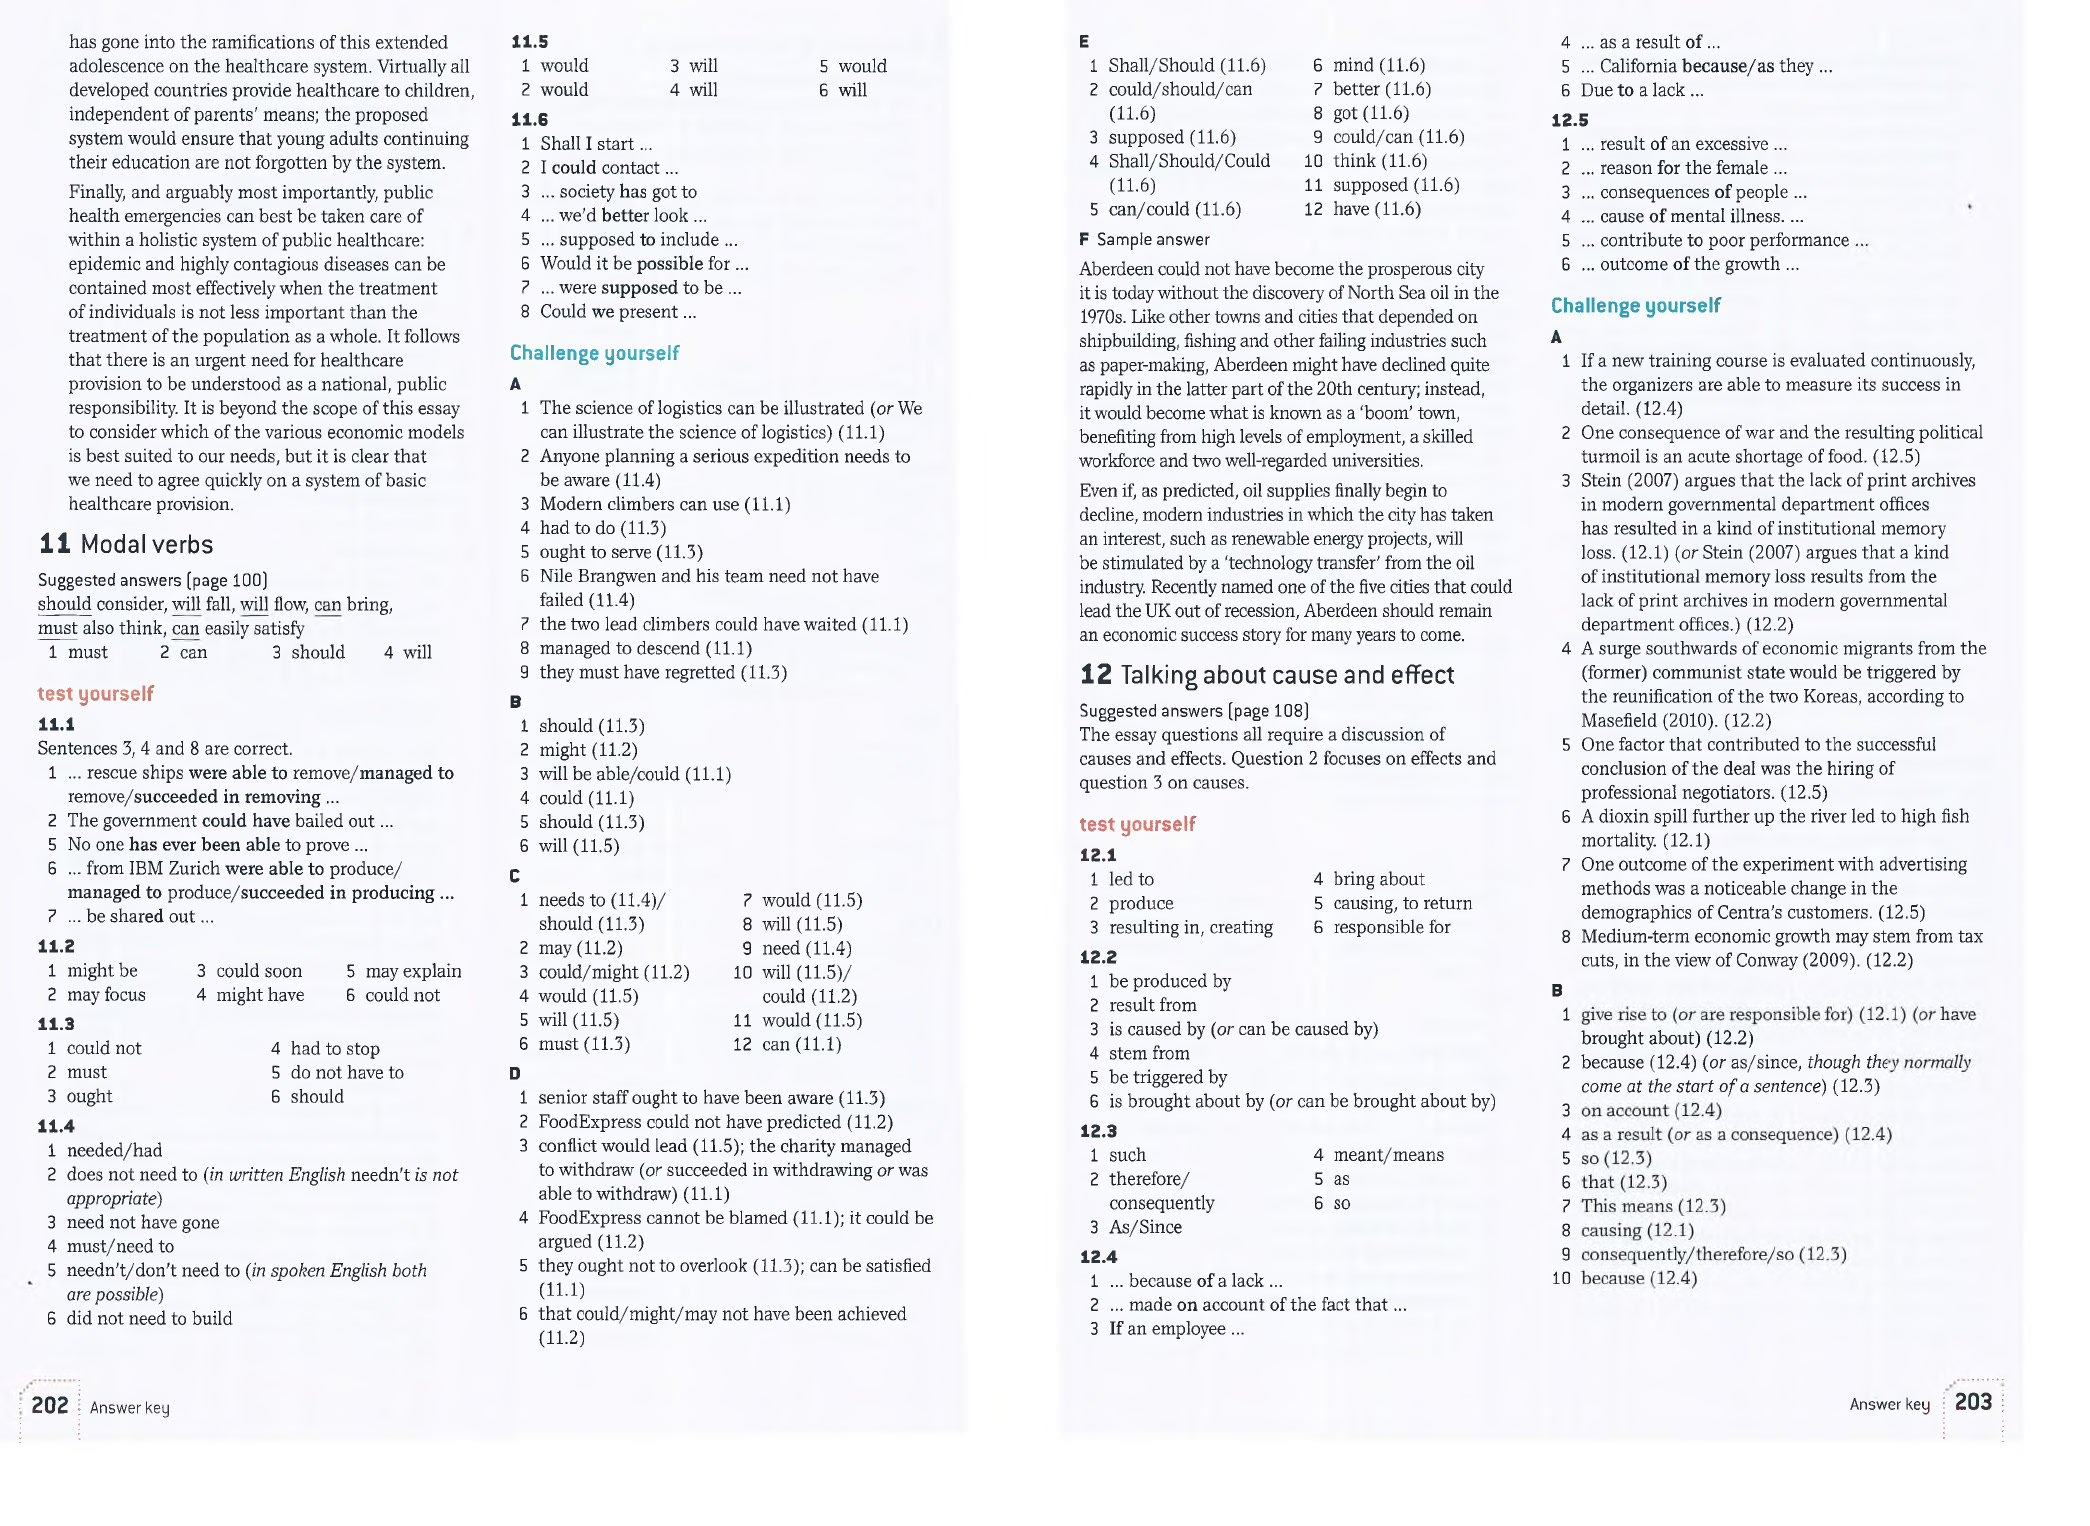 has gone into the ramifications of this extended
adolescence on the healthcare system. Virtually all
developed countries provide healthcare to children,
independent of parents' means; the proposed
system would ensure that young adults continuing
their education are not forgotten by the system.
Finally, and arguably most importantly, public
health emergencies can best be taken care of
within a holistic system of public healthcare:
epidemic and highly contagious diseases can be
contained most effectively when the treatment
of individuals is not less important than the
treatment of the population as a whole. It follows
that there is an urgent need for healthcare
provision to be understood as a national, public
responsibility. It is beyond the scope of this essay
to consider which of the various economic models
is best suited to our needs, but it is clear that
we need to agree quickly on a system of basic
healthcare provision.
11 Modal verbs
Suggested answers (page 100)
should consider, will fall, will flow, can bring,
must also think, can easily satisfy
1 must 2 can 3 should 4 will
test yourself
11.1
Sentences 3, 4 and 8 are correct.
1 ... rescue ships were able to remove/managed to
remove/succeeded in removing ...
2 The government could have bailed out ...
5 No one has ever been able to prove ...
6 ... from IBM Zurich were able to produce/
managed to produce/succeeded in producing ...
7 ... be shared out ...
11.2
1 might be 3 could soon 5 may explain
2 may focus 4 might have 6 could not
11.3
1 could not 4 had to stop
2 must 5 do not have to
3 ought 6 should
11.4
1 needed/had
2 does not need to (in written English needn't is not
appropriate)
3 need not have gone
4 must/need to
5 needn't/don't need to (in spoken English both
are possible)
6 did not need to build
202 Answer key
11.5
1 would 3 will 5 would
2 would 4 will 6 will
11.6
1 Shall I start ...
2 I could contact ...
3 ... society has got to
4 ... we'd better look ...
5 ... supposed to include ...
6 Would it be possible for ...
7 ... were supposed to be ...
8 Could we present ...
Challenge yourself
A
1 The science of logistics can be illustrated (or We
can illustrate the science of logistics) (11.1)
2 Anyone planning a serious expedition needs to
be aware (11.4)
3 Modern climbers can use (11.1)
4 had to do (11.3)
5 ought to serve (11.3)
6 Nile Brangwen and his team need not have
failed (11.4)
7 the two lead climbers could have waited (11.1)
8 managed to descend (11.1)
9 they must have regretted (11.3)
B
1 should (11.3)
2 might (11.2)
3 will be able/could (11.1)
4 could (11.1)
5 should (11.3)
6 will (11.5)
C
1 needs to (11.4)/ 7 would (11.5)
should (11.3) 8 will (11.5)
2 may (11.2) 9 need (11.4)
3 could/might (11.2) 10 will (11.5)/
4 would (11.5) could (11.2)
5 will (11.5) 11 would (11.5)
6 must (11.3) 12 can (11.1)
D
1 senior staff ought to have been aware (11.3)
2 FoodExpress could not have predicted (11.2)
3 conflict would lead (11.5); the charity managed
to withdraw (or succeeded in withdrawing or was
able to withdraw) (11.1)
4 FoodExpress cannot be blamed (11.1); it could be
argued (11.2)
5 they ought not to overlook (11.3); can be satisfied
(11.1)
6 that could/might/may not have been achieved
(11.2)
E
1 Shall/Should (11.6) 6 mind (11.6)
2 could/should/can 7 better (11.6)
(11.6) 8 got (11.6)
3 supposed (11.6) 9 could/can (11.6)
4 Shall/Should/Could 10 think (11.6)
(11.6) 11 supposed (11.6)
5 can/could (11.6) 12 have (11.6)
F Sample answer
Aberdeen could not have become the prosperous city
it is today without the discovery of North Sea oil in the
1970s. Like other towns and cities that depended on
shipbuilding, fishing and other failing industries such
as paper-making, Aberdeen might have declined quite
rapidly in the latter part of the 20th century; instead,
it would become what is known as a 'boom' town,
benefiting from high levels of employment, a skilled
workforce and two well-regarded universities.
Even if, as predicted, oil supplies finally begin to
decline, modern industries in which the city has taken
an interest, such as renewable energy projects, will
be stimulated by a 'technology transfer' from the oil
industry. Recently named one of the five cities that could
lead the UK out of recession, Aberdeen should remain
an economic success story for many years to come.
12 Talking about cause and effect
Suggested answers (page 108)
The essay questions all require a discussion of
causes and effects. Question 2 focuses on effects and
question 3 on causes.
test yourself
12.1
1 led to 4 bring about
2 produce 5 causing, to return
3 resulting in, creating 6 responsible for
12.2
1 be produced by
2 result from
3 is caused by (or can be caused by)
4 stem from
5 be triggered by
6 is brought about by (or can be brought about by)
12.3
1 such 4 meant/means
2 therefore/ 5 as
consequently 6 so
3 As/Since
12.4
1 ... because of a lack ...
2 ... made on account of the fact that ...
3 If an employee ...
4 ... as a result of ...
5 ... California because/as they ...
6 Due to a lack ...
12.5
1 ... result of an excessive ...
2 ... reason for the female ...
3 ... consequences of people ...
4 ... cause of mental illness. ...
5 ... contribute to poor performance ...
6 ... outcome of the growth ...
Challenge yourself
A
1 If a new training course is evaluated continuously,
the organizers are able to measure its success in
detail. (12.4)
2 One consequence of war and the resulting political
turmoil is an acute shortage of food. (12.5)
3 Stein (2007) argues that the lack of print archives
in modern governmental department offices
has resulted in a kind of institutional memory
loss. (12.1) (or Stein (2007) argues that a kind
of institutional memory loss results from the
lack of print archives in modern governmental
department offices.) (12.2)
4 A surge southwards of economic migrants from the
(former) communist state would be triggered by
the reunification of the two Koreas, according to
Masefield (2010). (12.2)
5 One factor that contributed to the successful
conclusion of the deal was the hiring of
professional negotiators. (12.5)
6 A dioxin spill further up the river led to high fish
mortality. (12.1)
7 One outcome of the experiment with advertising
methods was a noticeable change in the
demographics of Centra's customers. (12.5)
8 Medium-term economic growth may stem from tax
cuts, in the view of Conway (2009). (12.2)
B
1 give rise to (or are responsible for) (12.1) (or have
brought about) (12.2)
2 because (12.4) (or as/since, though they normally
come at the start of a sentence) (12.3)
3 on account (12.4)
4 as a result (or as a consequence) (12.4)
5 so (12.3)
6 that (12.3)
7 This means (12.3)
8 causing (12.1)
9 consequently/therefore/so (12.3)
10 because (12.4)
Answer key 203